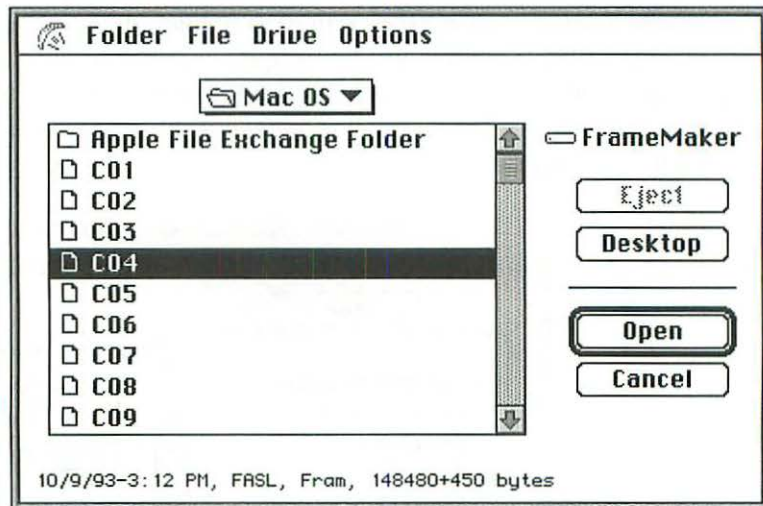 Folder File Drive Options
Mac OS
Apple File Exchange Folder
C01
C02
C03
C04
C05
C06
C07
C08
C09
FrameMaker
Eject
Desktop
Open
Cancel
10/9/93-3:12 PM, FASL, Fram, 148480+450 bytes